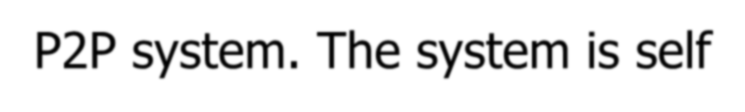 P2P system. The system is self